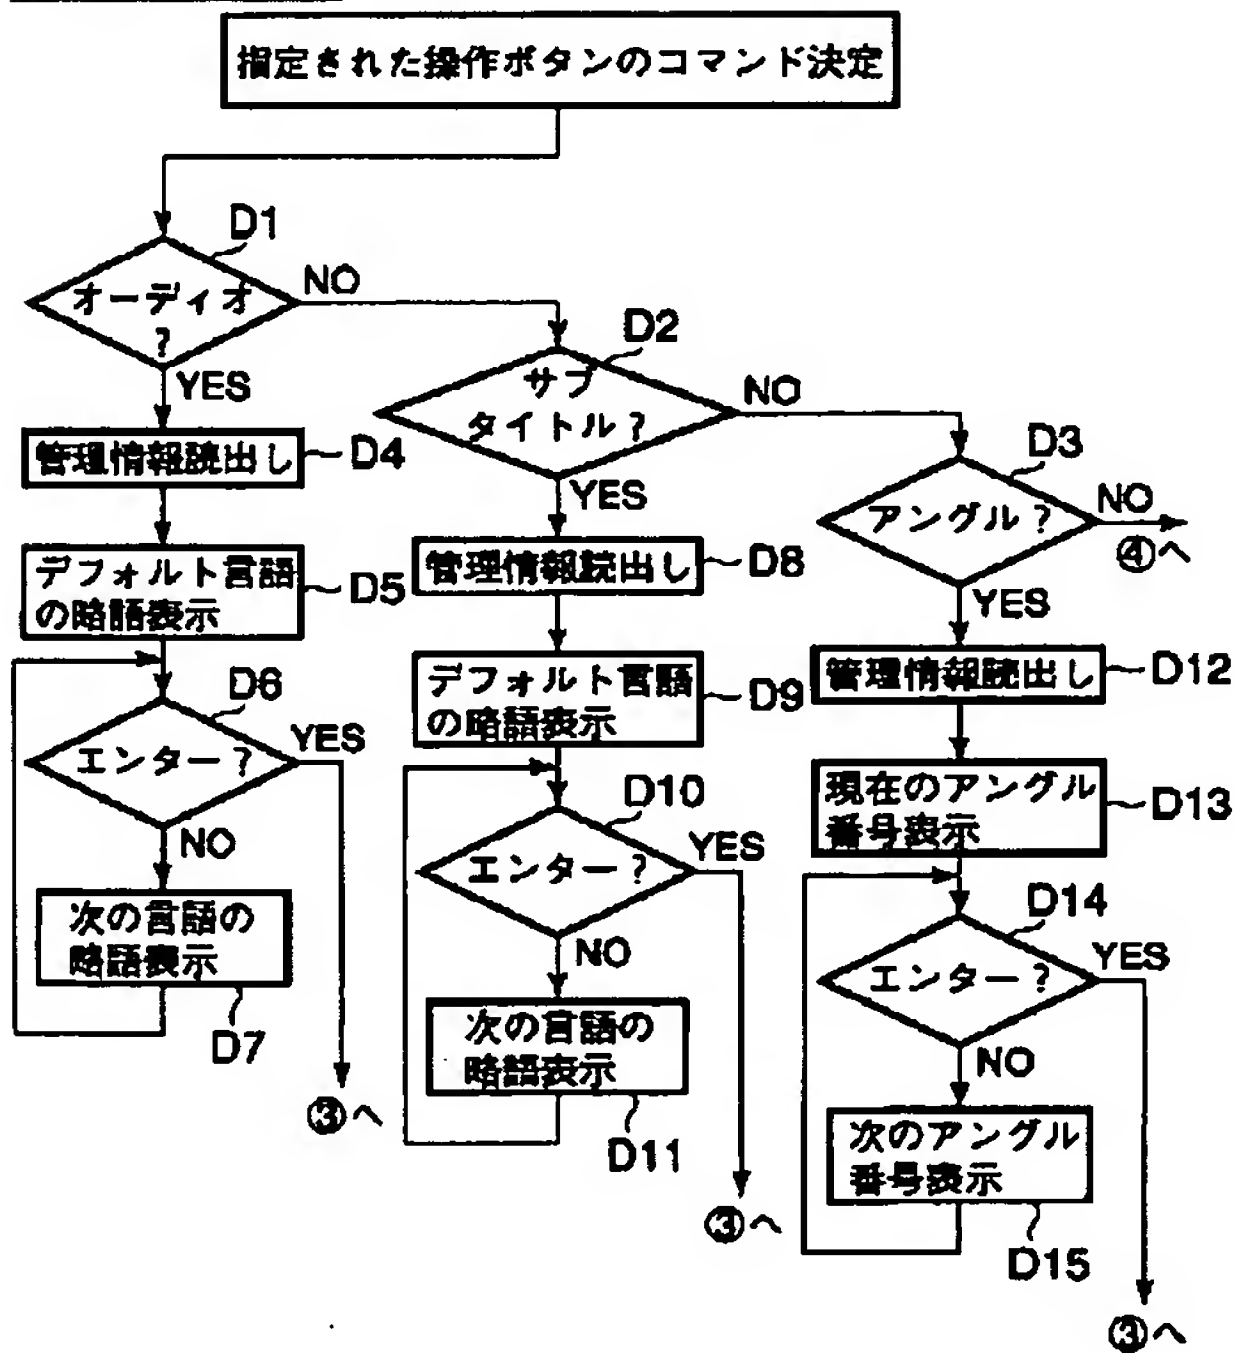 指定された操作ボタンのコマンド決定
D1
オーディオ
?
NO
YES
D2
サブ
タイトル?
NO
YES
D3
アングル?
NO
④へ
YES
管理情報読出し
D4
デフォルト言語
の略語表示
D5
D6
エンター?
YES
NO
次の言語の
略語表示
D7
③へ
管理情報読出し
D8
デフォルト言語
の略語表示
D9
D10
エンター?
YES
NO
次の言語の
略語表示
D11
③へ
管理情報読出し
D12
現在のアングル
番号表示
D13
D14
エンター?
YES
NO
次のアングル
番号表示
D15
③へ